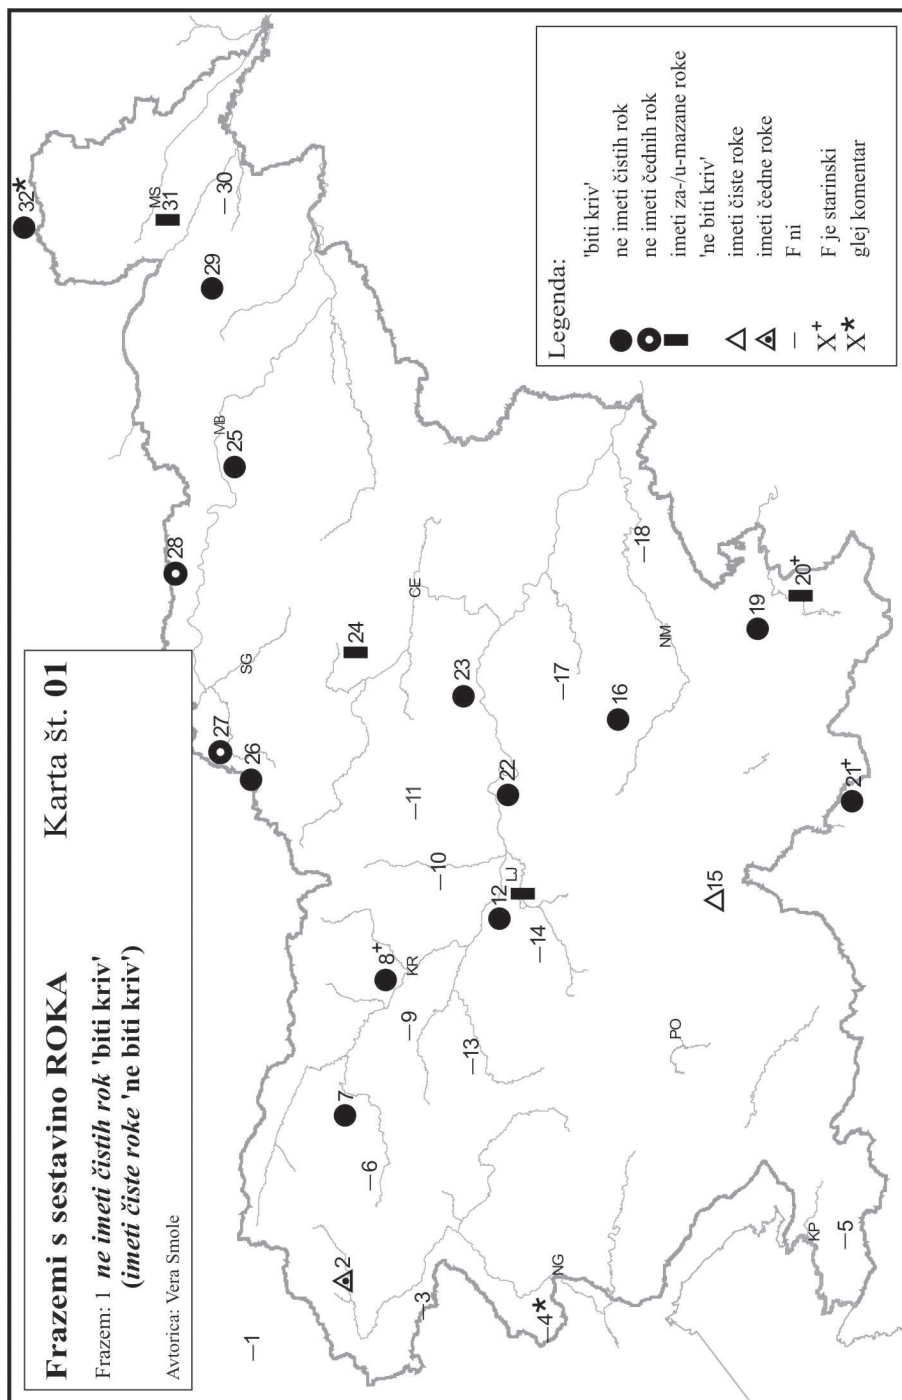 Frazemi s sestavino ROKA
Karta št. 01
Frazem: 1 ne imeti čistih rok 'biti kriv'
(imeti čiste roke 'ne biti kriv')
Avtorica: Vera Smole
Legenda:
'biti kriv'
ne imeti čistih rok
ne imeti čednih rok
imeti za-/u-mazane roke
'ne biti kriv'
imeti čiste roke
imeti čedne roke
– F ni
X+ F je starinski
X* glej komentar
–1
2
–3
–4*
–5
–6
7
8+
–9
–10
–11
12
–13
–14
15
16
–17
–18
19
20+
21+
22
23
24
25
26
27
28
29
–30
31
32*
MS
MB
SG
CE
NM
KR
LJ
PO
NG
KP